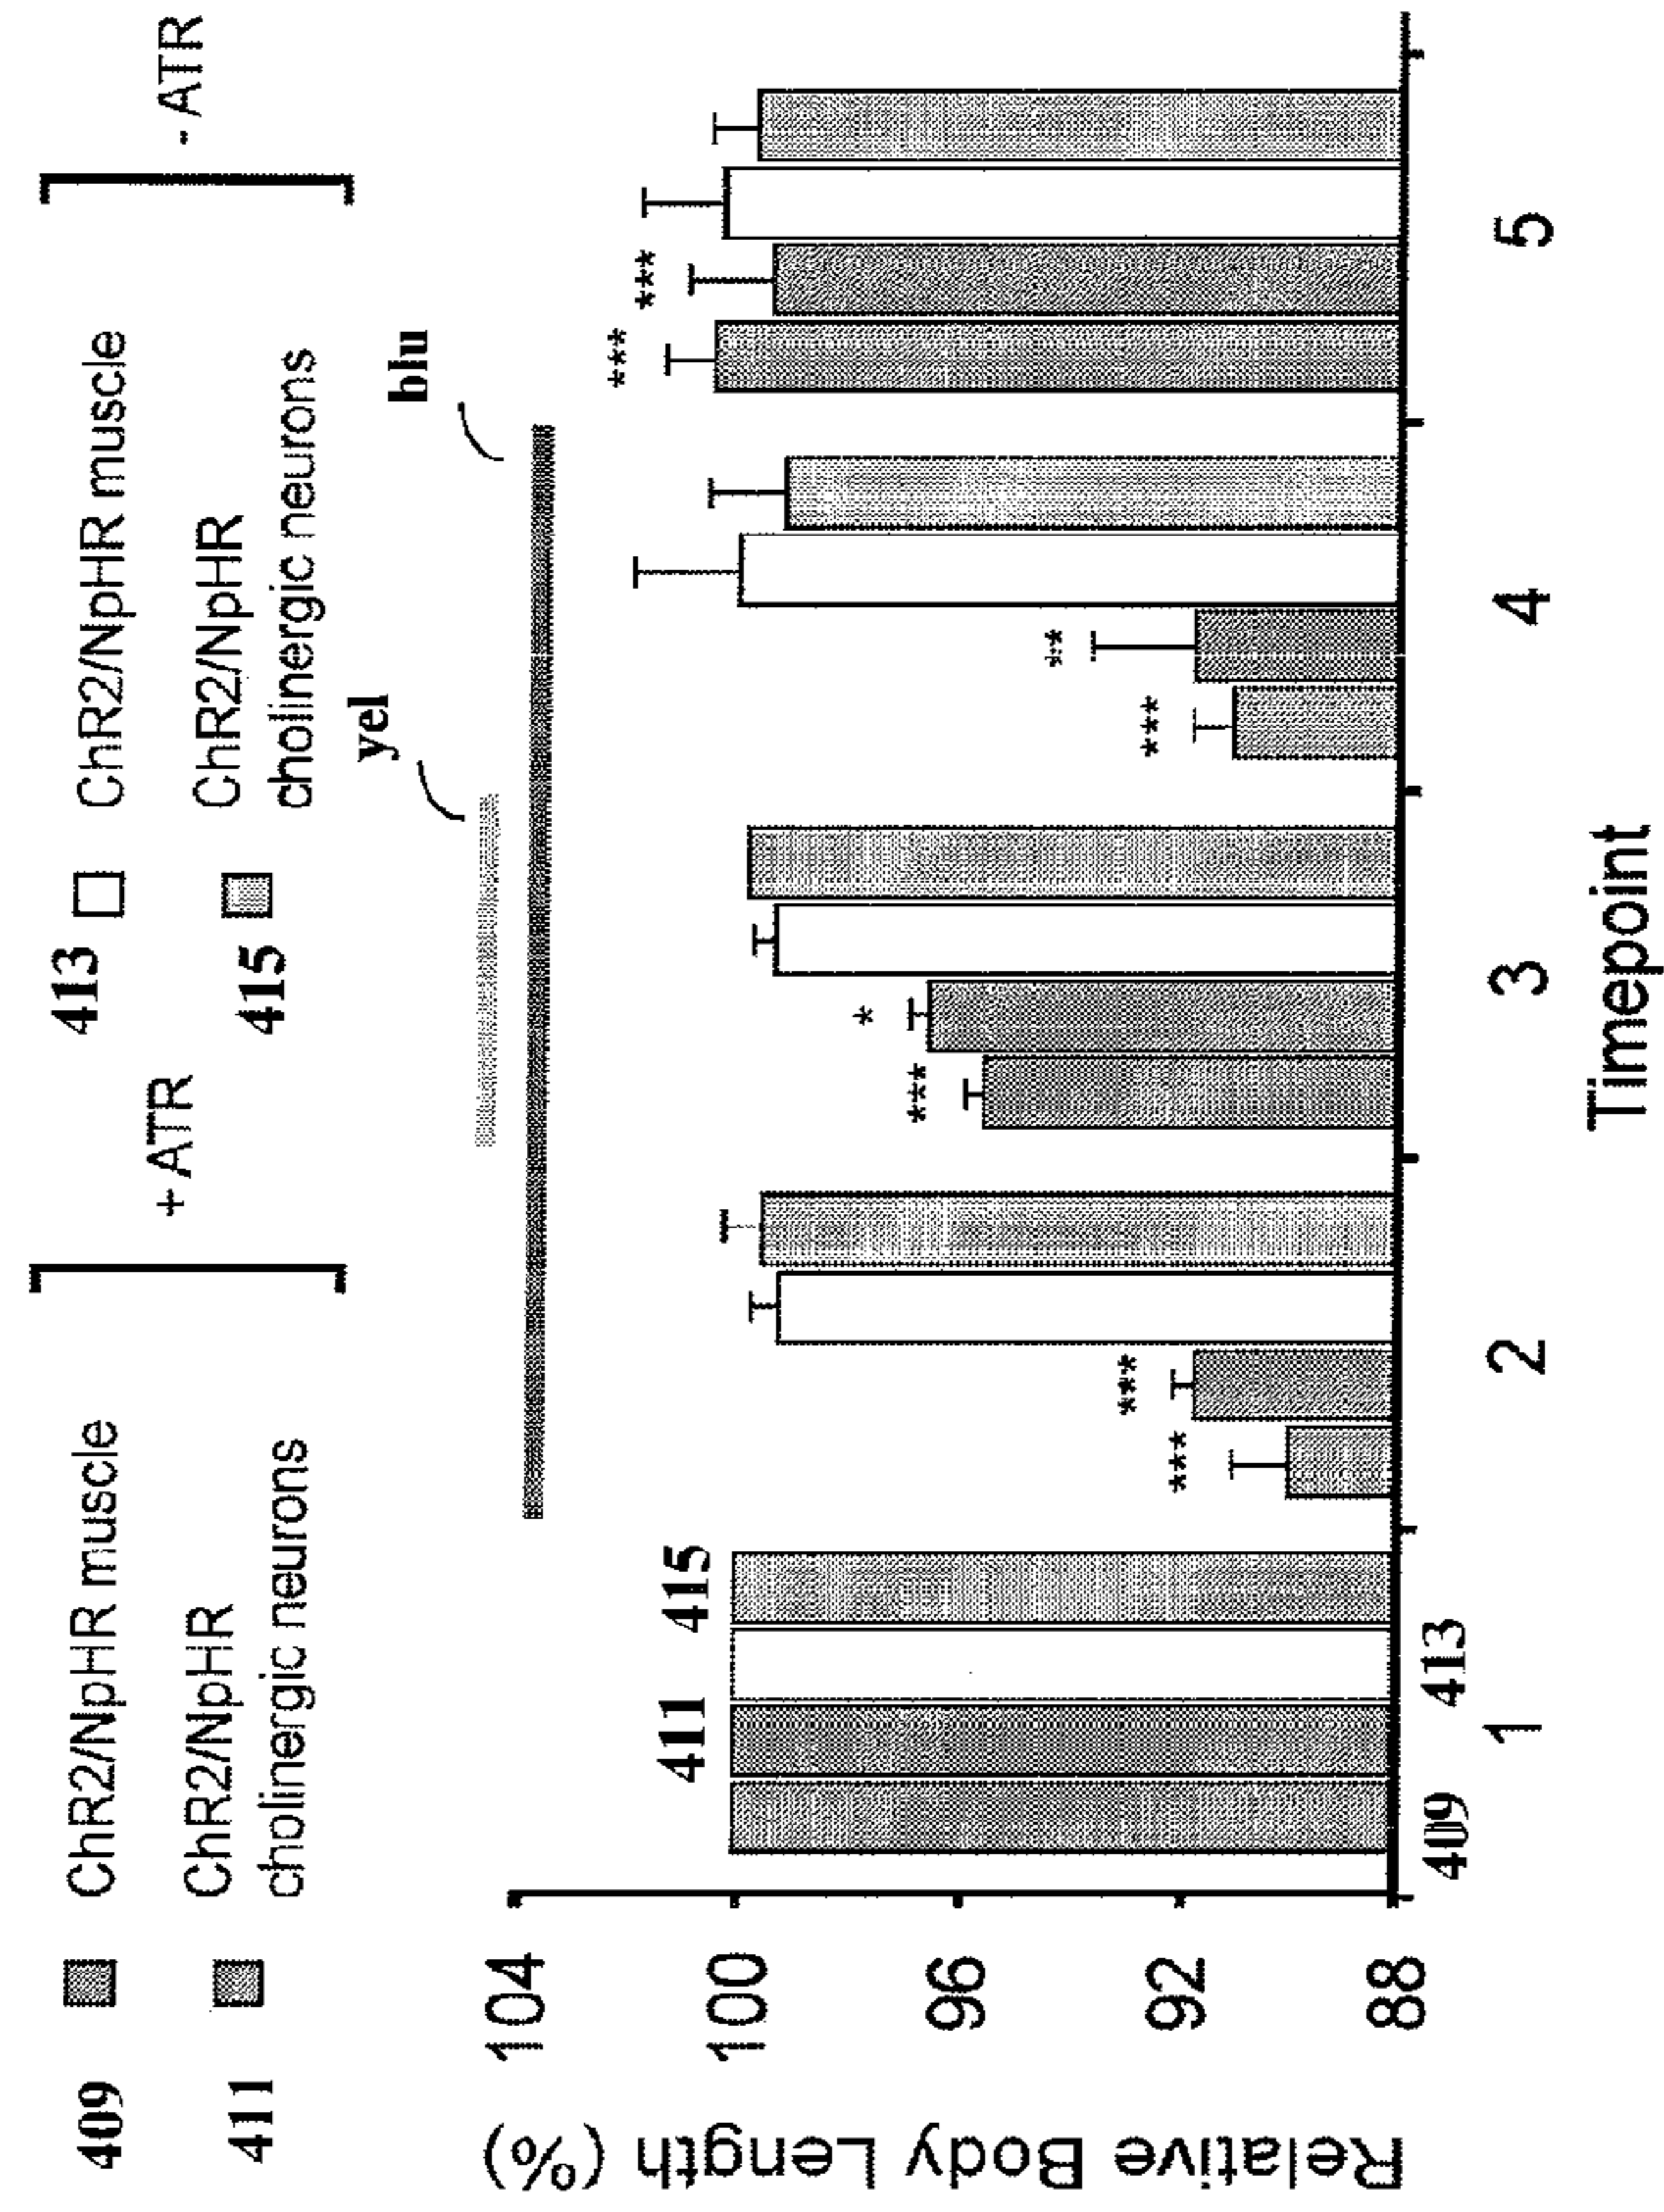 409 ChR2/NpHR muscle
411 ChR2/NpHR
cholinergic neurons
+ ATR
413 ChR2/NpHR muscle
415 ChR2/NpHR
cholinergic neurons
- ATR
yel
blu
Relative Body Length (%)
104
100
96
92
88
411
415
409
413
***
***
***
*
***
**
***
***
1
2
3
4
5
Timepoint